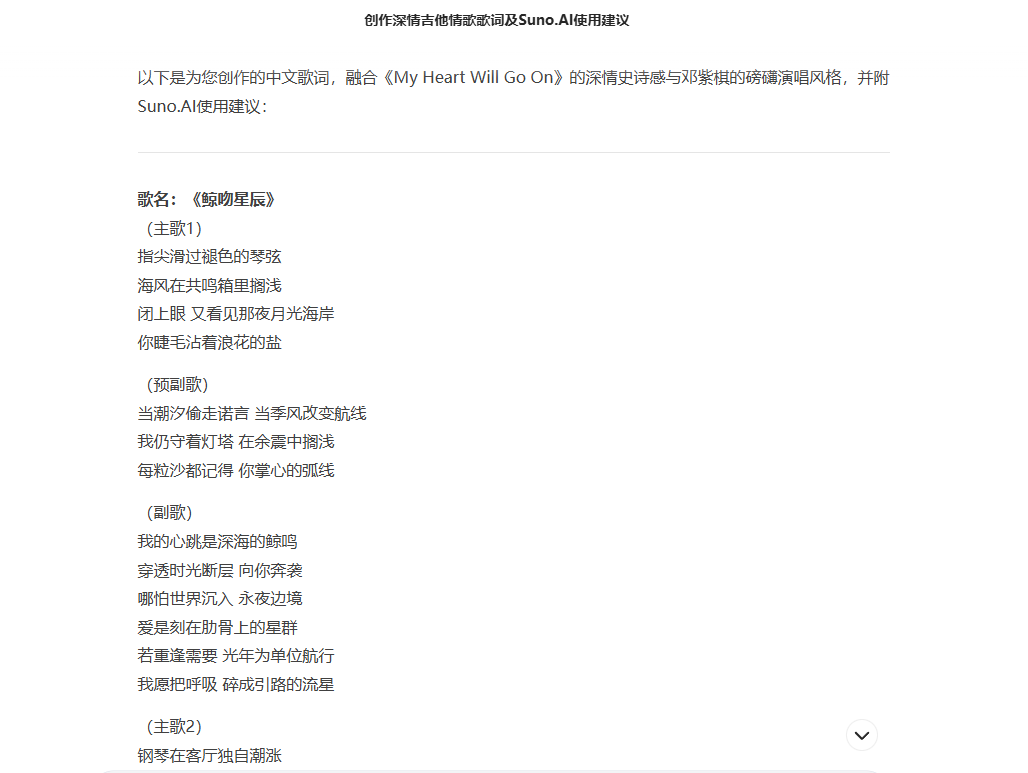 创作深情吉他情歌歌词及Suno.AI使用建议
以下是为您创作的中文歌词，融合《My Heart Will Go On》的深情史诗感与邓紫棋的磅礴演唱风格，并附
Suno.AI使用建议：
歌名：《鲸吻星辰》
（主歌1）
指尖滑过褪色的琴弦
海风在共鸣箱里搁浅
闭上眼 又看见那夜月光海岸
你睫毛沾着浪花的盐
（预副歌）
当潮汐偷走诺言 当季风改变航线
我仍守着灯塔 在余震中搁浅
每粒沙都记得 你掌心的弧线
（副歌）
我的心跳是深海的鲸鸣
穿透时光断层 向你奔袭
哪怕世界沉入 永夜边境
爱是刻在肋骨上的星群
若重逢需要 光年为单位航行
我愿把呼吸 碎成引路的流星
（主歌2）
钢琴在客厅独自潮涨